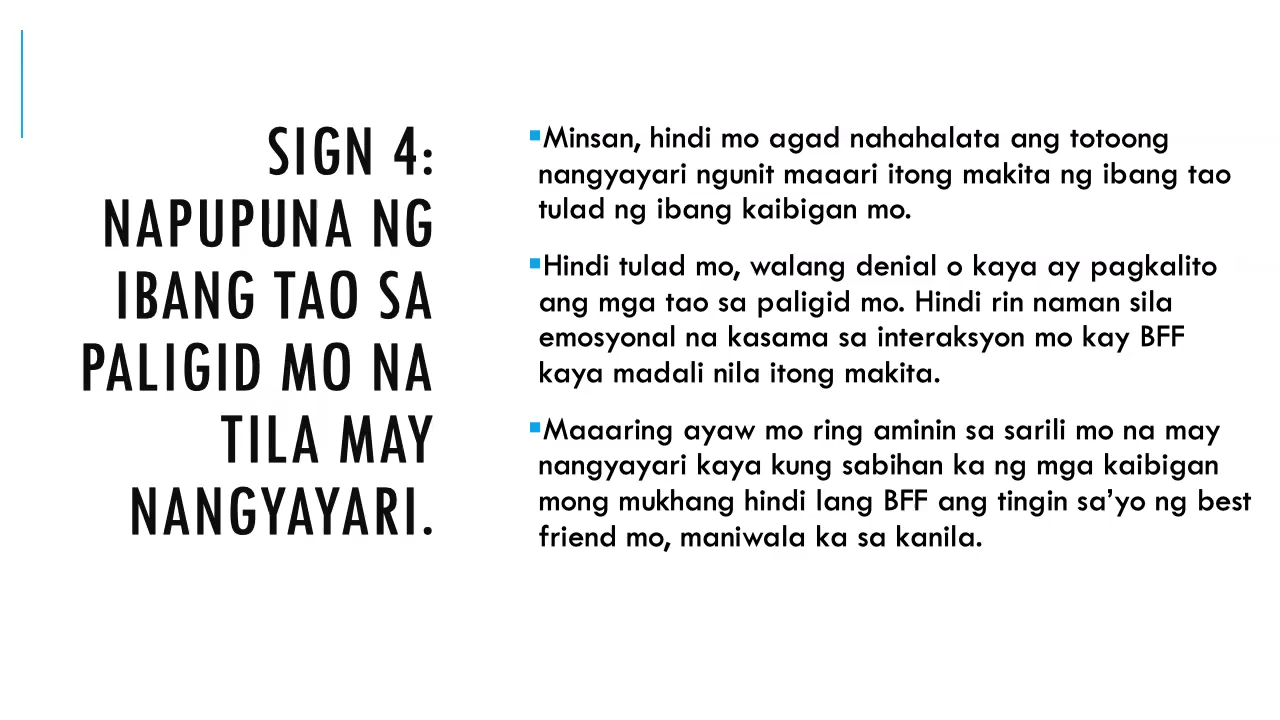 SIGN 4:
NAPUPUNA NG
IBANG TAO SA
PALIGID MO NA
TILA MAY
NANGYAYARI.
▪Minsan, hindi mo agad nahahalata ang totoong
nangyayari ngunit maaari itong makita ng ibang tao
tulad ng ibang kaibigan mo.
▪Hindi tulad mo, walang denial o kaya ay pagkalito
ang mga tao sa paligid mo. Hindi rin naman sila
emosyonal na kasama sa interaksyon mo kay BFF
kaya madali nila itong makita.
▪Maaaring ayaw mo ring aminin sa sarili mo na may
nangyayari kaya kung sabihan ka ng mga kaibigan
mong mukhang hindi lang BFF ang tingin sa’yo ng best
friend mo, maniwala ka sa kanila.